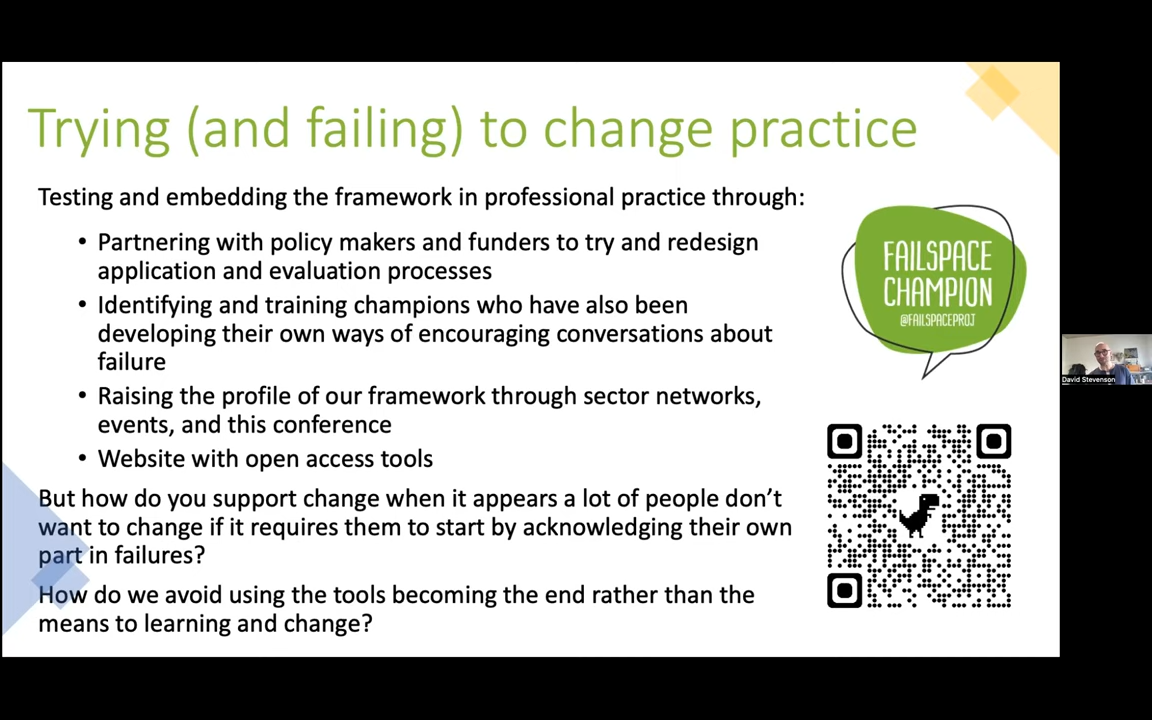 Trying (and failing) to change practice
Testing and embedding the framework in professional practice through:
• Partnering with policy makers and funders to try and redesign
application and evaluation processes
• Identifying and training champions who have also been
developing their own ways of encouraging conversations about
failure
• Raising the profile of our framework through sector networks,
events, and this conference
• Website with open access tools
But how do you support change when it appears a lot of people don’t
want to change if it requires them to start by acknowledging their own
part in failures?
How do we avoid using the tools becoming the end rather than the
means to learning and change?
FAILSPACE
CHAMPION
@FAILSPACEPROJ
David Stevenson